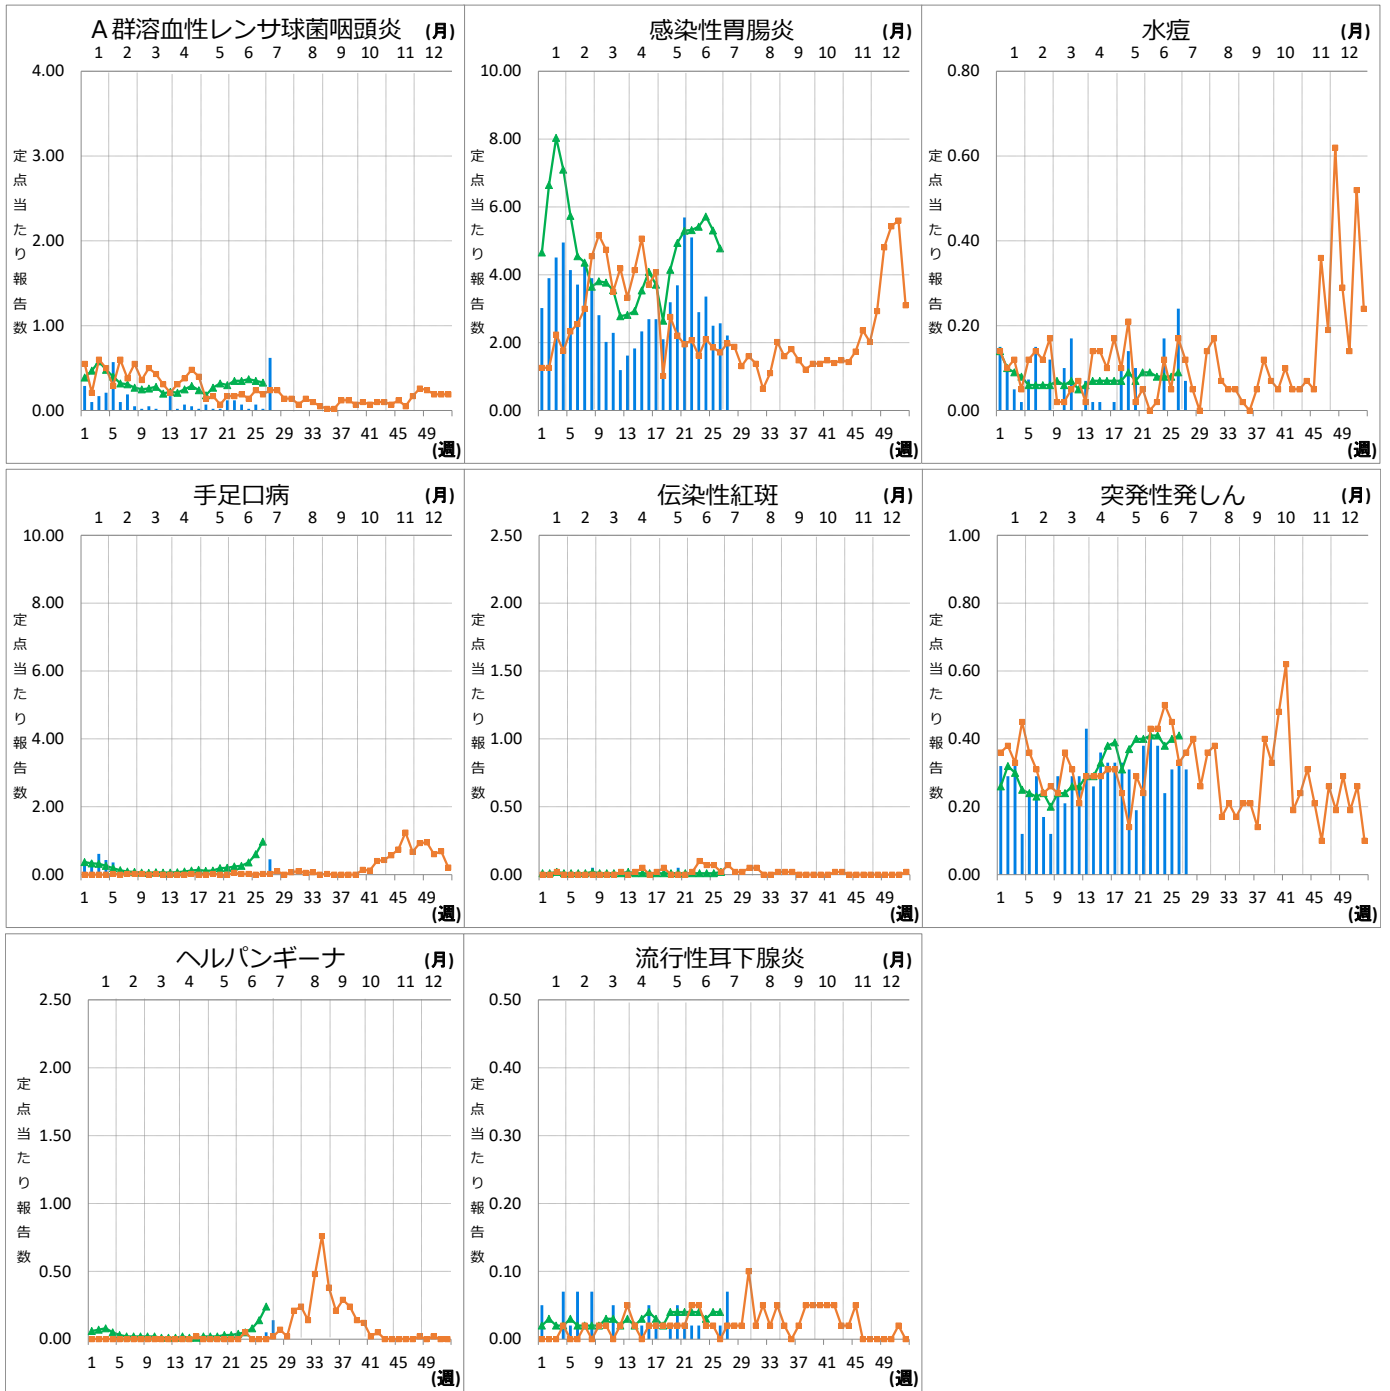 A群溶血性レンサ球菌咽頭炎 (月)
1 2 3 4 5 6 7 8 9 10 11 12
4.00
3.00
2.00
1.00
0.00
定点当たり報告数
1 5 9 13 17 21 25 29 33 37 41 45 49
(週)
感染性胃腸炎 (月)
1 2 3 4 5 6 7 8 9 10 11 12
10.00
8.00
6.00
4.00
2.00
0.00
定点当たり報告数
1 5 9 13 17 21 25 29 33 37 41 45 49
(週)
水痘 (月)
1 2 3 4 5 6 7 8 9 10 11 12
0.80
0.60
0.40
0.20
0.00
定点当たり報告数
1 5 9 13 17 21 25 29 33 37 41 45 49
(週)
手足口病 (月)
1 2 3 4 5 6 7 8 9 10 11 12
10.00
8.00
6.00
4.00
2.00
0.00
定点当たり報告数
1 5 9 13 17 21 25 29 33 37 41 45 49
(週)
伝染性紅斑 (月)
1 2 3 4 5 6 7 8 9 10 11 12
2.50
2.00
1.50
1.00
0.50
0.00
定点当たり報告数
1 5 9 13 17 21 25 29 33 37 41 45 49
(週)
突発性発しん (月)
1 2 3 4 5 6 7 8 9 10 11 12
1.00
0.80
0.60
0.40
0.20
0.00
定点当たり報告数
1 5 9 13 17 21 25 29 33 37 41 45 49
(週)
ヘルパンギーナ (月)
1 2 3 4 5 6 7 8 9 10 11 12
2.50
2.00
1.50
1.00
0.50
0.00
定点当たり報告数
1 5 9 13 17 21 25 29 33 37 41 45 49
(週)
流行性耳下腺炎 (月)
1 2 3 4 5 6 7 8 9 10 11 12
0.50
0.40
0.30
0.20
0.10
0.00
定点当たり報告数
1 5 9 13 17 21 25 29 33 37 41 45 49
(週)